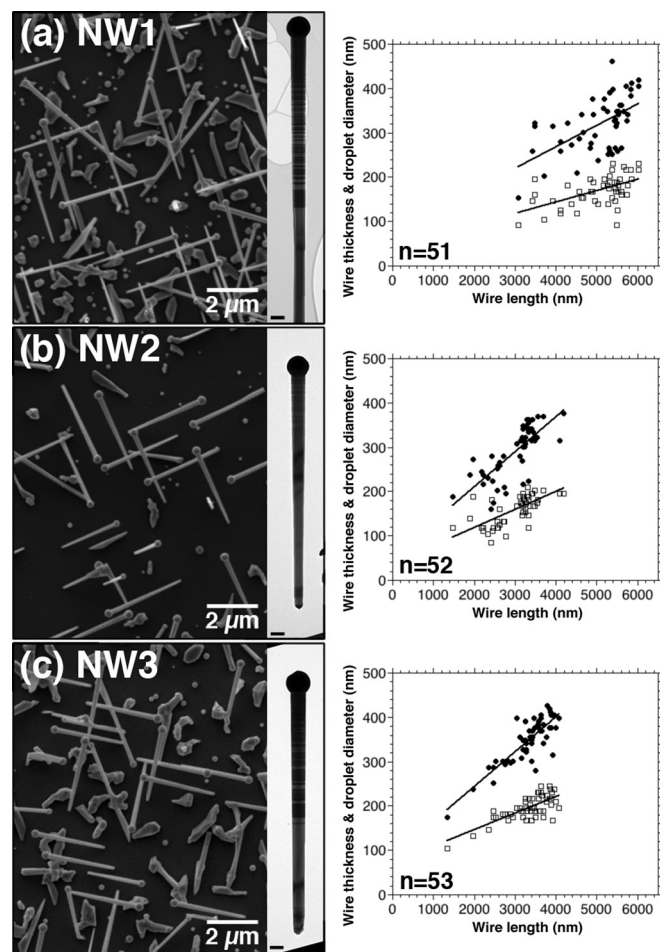 (a) NW1
2 µm
Wire thickness & droplet diameter (nm)
500
400
300
200
100
0
n=51
0 1000 2000 3000 4000 5000 6000
Wire length (nm)
(b) NW2
2 µm
Wire thickness & droplet diameter (nm)
500
400
300
200
100
0
n=52
0 1000 2000 3000 4000 5000 6000
Wire length (nm)
(c) NW3
2 µm
Wire thickness & droplet diameter (nm)
500
400
300
200
100
0
n=53
0 1000 2000 3000 4000 5000 6000
Wire length (nm)